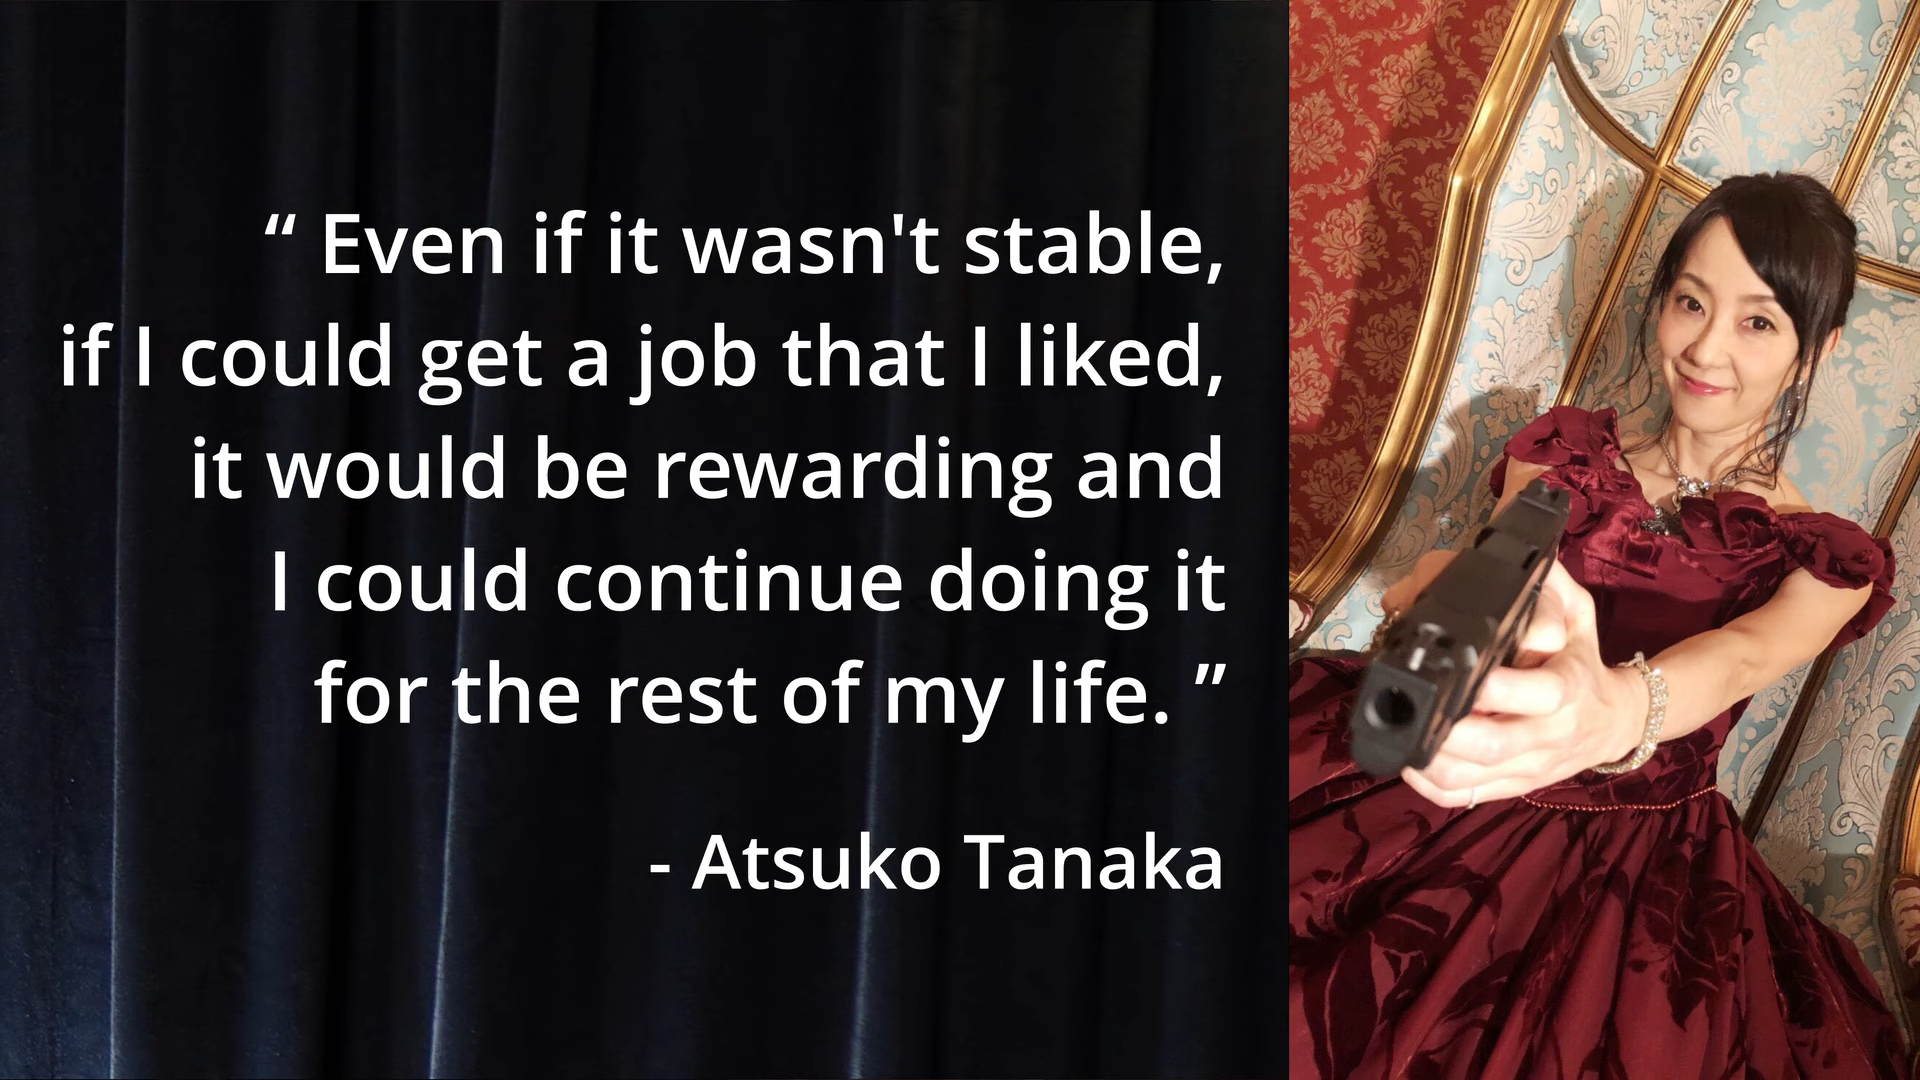 “ Even if it wasn't stable,
if I could get a job that I liked,
it would be rewarding and
I could continue doing it
for the rest of my life. ”
- Atsuko Tanaka